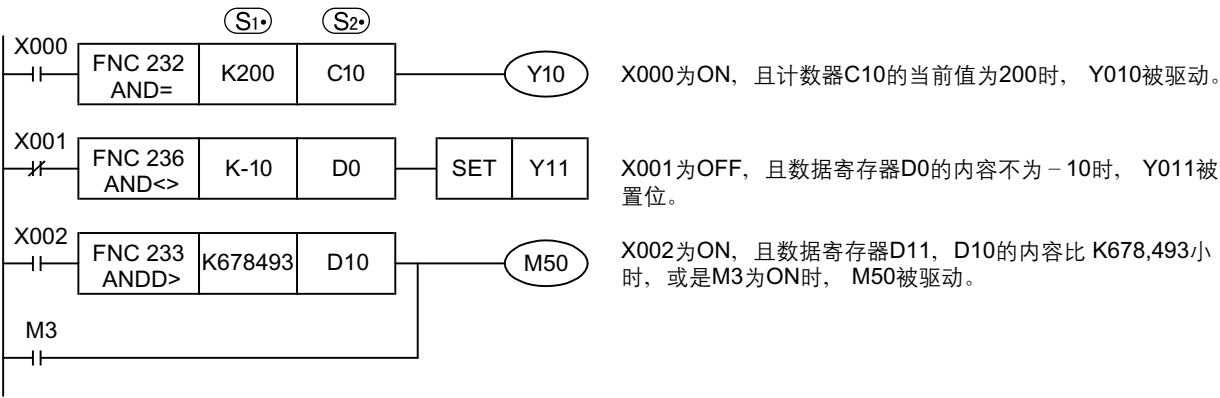 S1• S2•
X000
FNC 232
AND=
K200
C10
Y10
X000为ON，且计数器C10的当前值为200时， Y010被驱动。
X001
FNC 236
AND<>
K-10
D0
SET
Y11
X001为OFF，且数据寄存器D0的内容不为－10时， Y011被
置位。
X002
FNC 233
ANDD>
K678493
D10
M50
X002为ON，且数据寄存器D11，D10的内容比 K678,493小
时，或是M3为ON时， M50被驱动。
M3